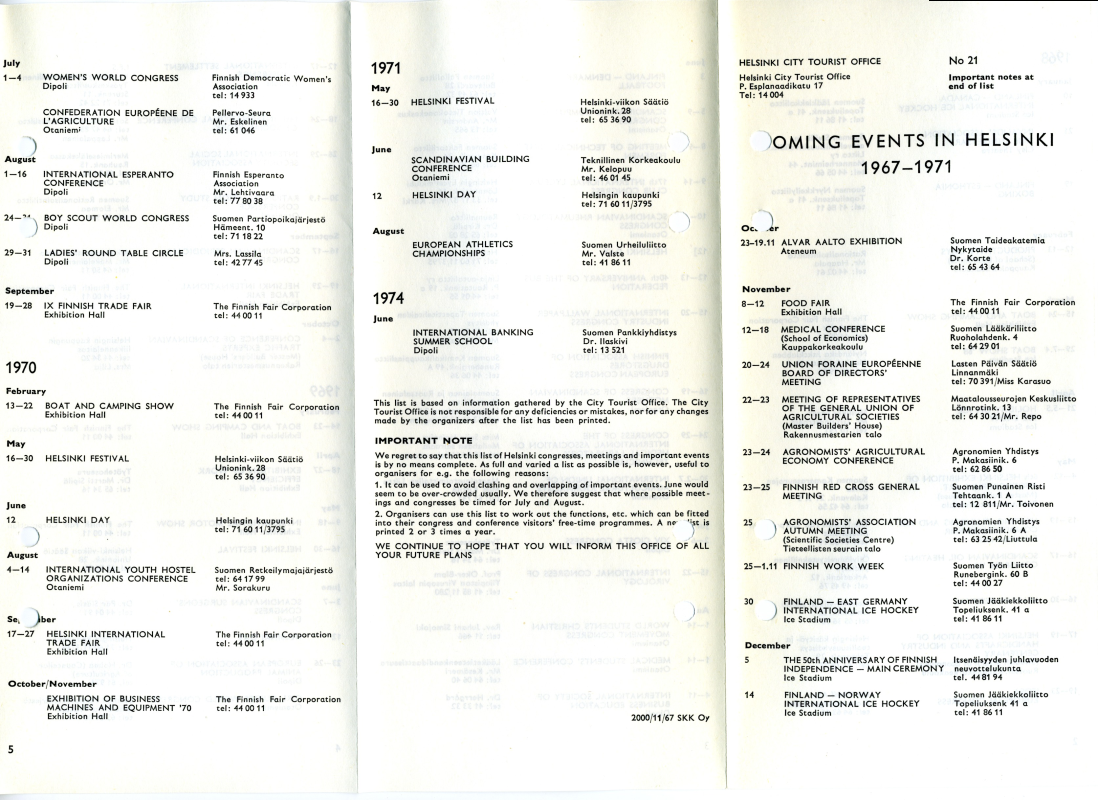 July
1—4 WOMEN'S WORLD CONGRESS Finnish Democratic Women's
Dipoli Association
tel: 14 933
CONFEDERATION EUROPÉENE DE Pellervo-Seura
L'AGRICULTURE Mr. Eskelinen
Otaniemi tel: 61 046
August
1—16 INTERNATIONAL ESPERANTO Finnish Esperanto
CONFERENCE Association
Dipoli Mr. Lehtivaara
tel: 77 80 38
24— BOY SCOUT WORLD CONGRESS Suomen Partiopoikajärjestö
Dipoli Hämeent. 10
tel: 71 18 22
29—31 LADIES' ROUND TABLE CIRCLE Mrs. Lassila
Dipoli tel: 42 77 45
September
19—28 IX FINNISH TRADE FAIR The Finnish Fair Corporation
Exhibition Hall tel: 44 00 11
1970
February
13—22 BOAT AND CAMPING SHOW The Finnish Fair Corporation
Exhibition Hall tel: 44 00 11
May
16—30 HELSINKI FESTIVAL Helsinki-viikon Säätiö
Unionink. 28
tel: 65 36 90
June
12 HELSINKI DAY Helsingin kaupunki
tel: 71 60 11/3795
August
4—14 INTERNATIONAL YOUTH HOSTEL Suomen Retkeilymajajärjestö
ORGANIZATIONS CONFERENCE tel: 64 17 99
Otaniemi Mr. Sorakuru
Se ber
17—27 HELSINKI INTERNATIONAL The Finnish Fair Corporation
TRADE FAIR tel: 44 00 11
Exhibition Hall
October/November
EXHIBITION OF BUSINESS The Finnish Fair Corporation
MACHINES AND EQUIPMENT '70 tel: 44 00 11
Exhibition Hall
5
1971
May
16—30 HELSINKI FESTIVAL Helsinki-viikon Säätiö
Unionink. 28
tel: 65 36 90
June
SCANDINAVIAN BUILDING Teknillinen Korkeakoulu
CONFERENCE Mr. Kelopuu
Otaniemi tel: 46 01 45
12 HELSINKI DAY Helsingin kaupunki
tel: 71 60 11/3795
August
EUROPEAN ATHLETICS Suomen Urheiluliitto
CHAMPIONSHIPS Mr. Valste
tel: 41 86 11
1974
June
INTERNATIONAL BANKING Suomen Pankkiyhdistys
SUMMER SCHOOL Dr. Ilaskivi
Dipoli tel: 13 521
This list is based on information gathered by the City Tourist Office. The City
Tourist Office is not responsible for any deficiencies or mistakes, nor for any changes
made by the organizers after the list has been printed.
IMPORTANT NOTE
We regret to say that this list of Helsinki congresses, meetings and important events
is by no means complete. As full and varied a list as possible is, however, useful to
organisers for e.g. the following reasons:
1. It can be used to avoid clashing and overlapping of important events. June would
seem to be over-crowded usually. We therefore suggest that where possible meet-
ings and congresses be timed for July and August.
2. Organisers can use this list to work out the functions, etc. which can be fitted
into their congress and conference visitors' free-time programmes. A new list is
printed 2 or 3 times a year.
WE CONTINUE TO HOPE THAT YOU WILL INFORM THIS OFFICE OF ALL
YOUR FUTURE PLANS
2000/11/67 SKK Oy
HELSINKI CITY TOURIST OFFICE No 21
Helsinki City Tourist Office Important notes at
P. Esplanaadikatu 17 end of list
Tel: 14 004
OMING EVENTS IN HELSINKI
1967—1971
Oc er
23—19.11 ALVAR AALTO EXHIBITION Suomen Taideakatemia
Ateneum Nykytaide
Dr. Korte
tel: 65 43 64
November
8—12 FOOD FAIR The Finnish Fair Corporation
Exhibition Hall tel: 44 00 11
12—18 MEDICAL CONFERENCE Suomen Lääkäriliitto
(School of Economics) Ruoholahdenk. 4
Kauppakorkeakoulu tel: 64 29 01
20—24 UNION FORAINE EUROPÉENNE Lasten Päivän Säätiö
BOARD OF DIRECTORS' Linnanmäki
MEETING tel: 70 391/Miss Karasuo
22—23 MEETING OF REPRESENTATIVES Maatalousseurojen Keskusliitto
OF THE GENERAL UNION OF Lönnrotink. 13
AGRICULTURAL SOCIETIES tel: 64 30 21/Mr. Repo
(Master Builders' House)
Rakennusmestarien talo
23—24 AGRONOMISTS' AGRICULTURAL Agronomien Yhdistys
ECONOMY CONFERENCE P. Makasiinik. 6
tel: 62 86 50
23—25 FINNISH RED CROSS GENERAL Suomen Punainen Risti
MEETING Tehtaank. 1 A
tel: 12 811/Mr. Toivonen
25 AGRONOMISTS' ASSOCIATION Agronomien Yhdistys
AUTUMN MEETING P. Makasiinik. 6 A
(Scientific Societies Centre) tel: 63 25 42/Liuttula
Tieteellisten seurain talo
25—1.11 FINNISH WORK WEEK Suomen Työn Liitto
Runebergink. 60 B
tel: 44 00 27
30 FINLAND — EAST GERMANY Suomen Jääkiekkoliitto
INTERNATIONAL ICE HOCKEY Topeliuksenk. 41 a
Ice Stadium tel: 41 86 11
December
5 THE 50th ANNIVERSARY OF FINNISH Itsenäisyyden juhlavuoden
INDEPENDENCE — MAIN CEREMONY neuvottelukunta
Ice Stadium tel. 44 81 94
14 FINLAND — NORWAY Suomen Jääkiekkoliitto
INTERNATIONAL ICE HOCKEY Topeliuksenk 41 a
Ice Stadium tel: 41 86 11